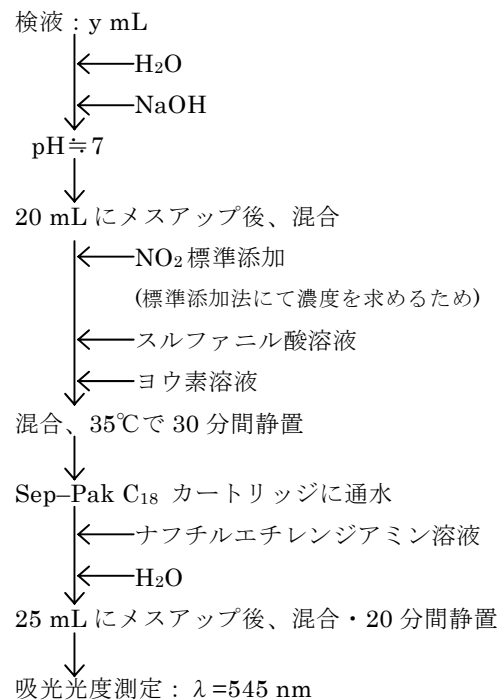 検液：y mL
H₂O
NaOH
pH≒7
20 mL にメスアップ後、混合
NO₂ 標準添加
(標準添加法にて濃度を求めるため)
スルファニル酸溶液
ヨウ素溶液
混合、35℃で 30 分間静置
Sep–Pak C₁₈ カートリッジに通水
ナフチルエチレンジアミン溶液
H₂O
25 mL にメスアップ後、混合・20 分間静置
吸光光度測定：λ=545 nm